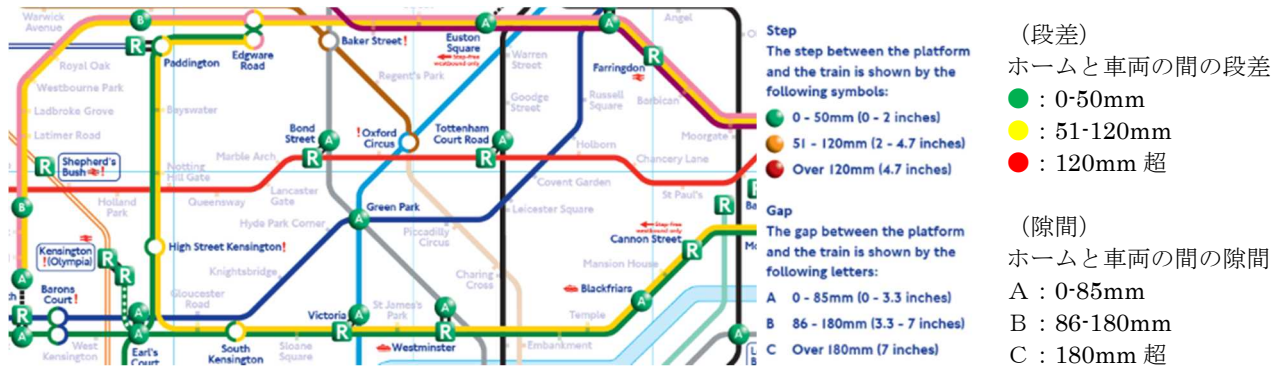 Warwick
Avenue
B
R
Paddington
Edgware
Road
Royal Oak
Westbourne Park
Ladbroke Grove
Latimer Road
Bayswater
R
Shepherd's
Bush !
Notting
Hill Gate
Holland
Park
Queensway
Lancaster
Gate
Marble Arch
B
Kensington
!(Olympia)
R
R
High Street Kensington!
Knightsbridge
Hyde Park Corner
Gloucester
Road
A
Barons
Court !
R
A
West
Kensington
A
R
Earl's
Court
South
Kensington
Sloane
Square
Baker Street !
Regent's Park
A
Euston
Square
Step-free
westbound only
Warren
Street
Goodge
Street
A
Angel
R
Farringdon
Barbican
Moorgate
Russell
Square
Bond
Street
A
R
!Oxford
Circus
Tottenham
Court Road
A
R
Holborn
Chancery Lane
St Paul's
Covent Garden
Leicester Square
A
Green Park
Piccadilly
Circus
Charing
Cross
Step-free
westbound only
Cannon Street
R
R
Mansion House
Blackfriars
A
Temple
Victoria
A
R
St James's
Park
A
R
Westminster
Embankment
A
Step
The step between the platform
and the train is shown by the
following symbols:
0 - 50mm (0 - 2 inches)
51 - 120mm (2 - 4.7 inches)
Over 120mm (4.7 inches)
Gap
The gap between the platform
and the train is shown by the
following letters:
A 0 - 85mm (0 - 3.3 inches)
B 86 - 180mm (3.3 - 7 inches)
C Over 180mm (7 inches)
（段差）
ホームと車両の間の段差
●：0-50mm
●：51-120mm
●：120mm 超
（隙間）
ホームと車両の間の隙間
A：0-85mm
B：86-180mm
C：180mm 超